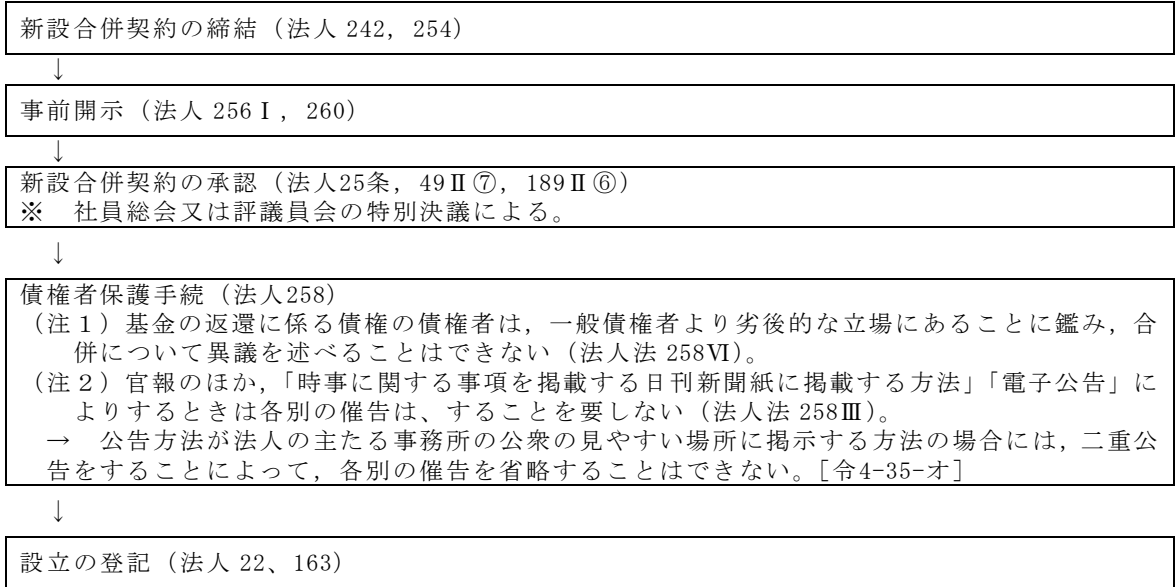 新設合併契約の締結（法人 242，254）
↓
事前開示（法人 256Ⅰ，260）
↓
新設合併契約の承認（法人25条，49Ⅱ⑦，189Ⅱ⑥）
※　社員総会又は評議員会の特別決議による。
↓
債権者保護手続（法人258）
（注１）基金の返還に係る債権の債権者は，一般債権者より劣後的な立場にあることに鑑み，合
併について異議を述べることはできない（法人法 258Ⅵ）。
（注２）官報のほか，「時事に関する事項を掲載する日刊新聞紙に掲載する方法」「電子公告」に
よりするときは各別の催告は、することを要しない（法人法 258Ⅲ）。
→　公告方法が法人の主たる事務所の公衆の見やすい場所に掲示する方法の場合には，二重公
告をすることによって，各別の催告を省略することはできない。［令4-35-オ］
↓
設立の登記（法人 22、163）